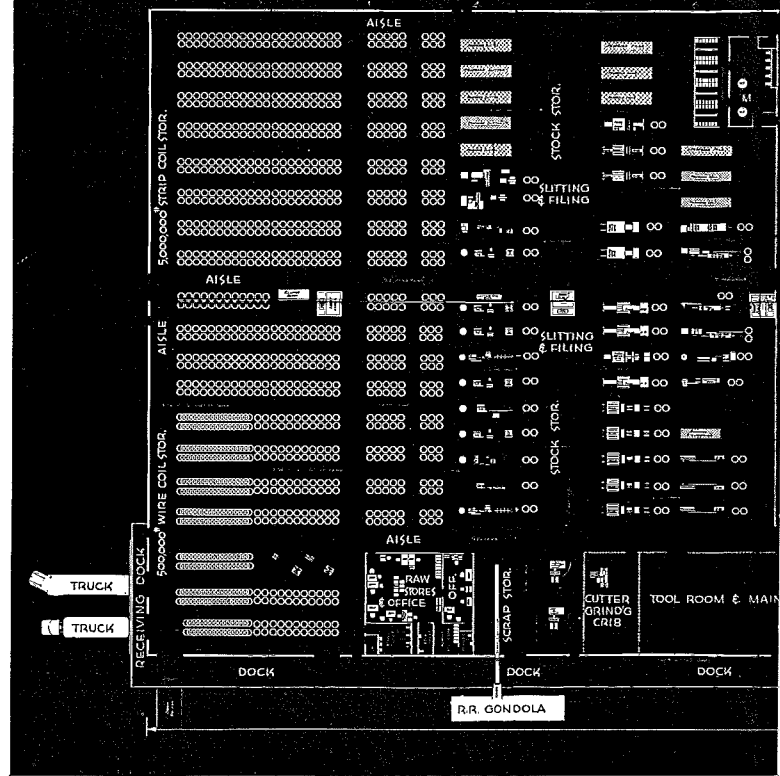 AISLE
5,000,000# STRIP COIL STOR.
STOCK STOR.
M
SLITTING
& FILING
AISLE
AISLE
SLITTING
& FILING
500,000# WIRE COIL STOR.
STOCK STOR.
AISLE
RECEIVING DOCK
TRUCK
TRUCK
RAW
STORES
& OFFICE
OFF.
SCRAP STOR.
CUTTER
GRIND'G
CRIB
TOOL ROOM & MAIN
DOCK
DOCK
DOCK
R.R. GONDOLA